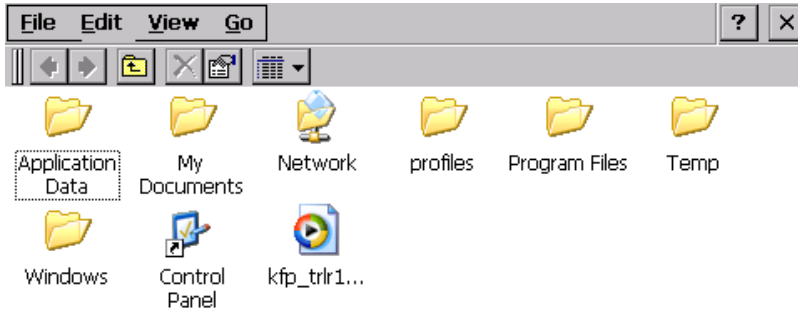 File Edit View Go ?
Application Data My Documents Network profiles Program Files Temp
Windows Control Panel kfp_trlr1...